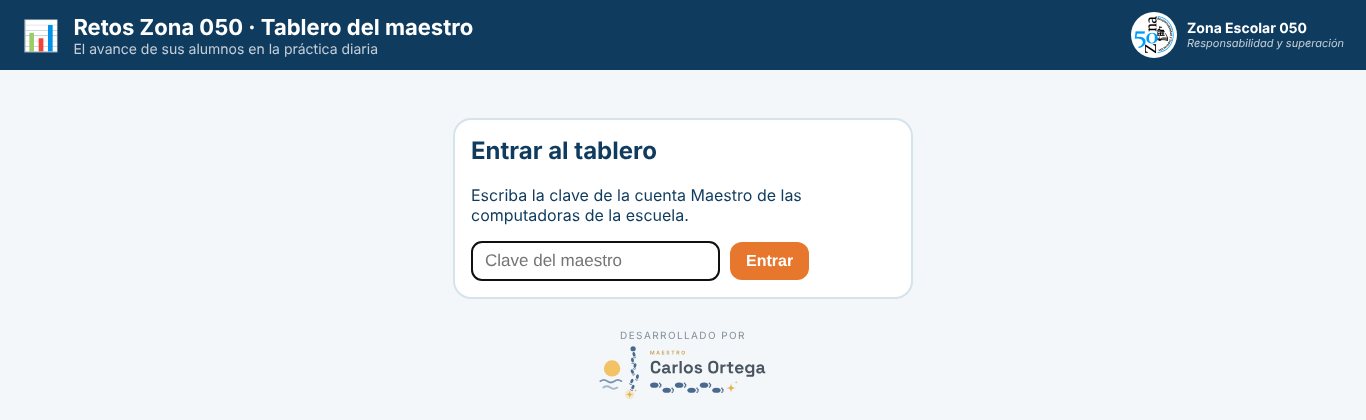 Retos Zona 050 · Tablero del maestro
El avance de sus alumnos en la práctica diaria
Zona Escolar 050
Responsabilidad y superación
Entrar al tablero
Escriba la clave de la cuenta Maestro de las
computadoras de la escuela.
Clave del maestro
Entrar
DESARROLLADO POR
MAESTRO
Carlos Ortega